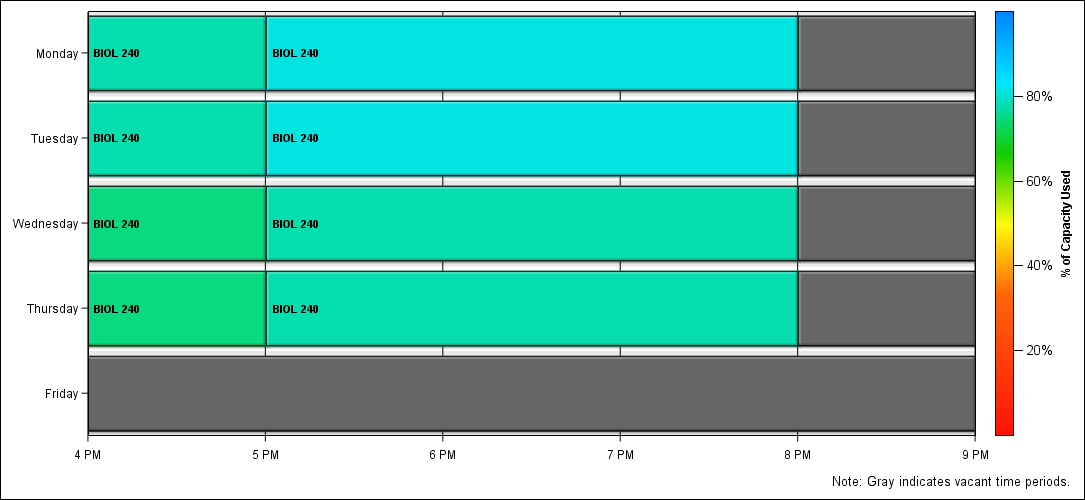 Monday
BIOL 240
BIOL 240
Tuesday
BIOL 240
BIOL 240
Wednesday
BIOL 240
BIOL 240
Thursday
BIOL 240
BIOL 240
Friday
4 PM
5 PM
6 PM
7 PM
8 PM
9 PM
80%
60%
40%
20%
% of Capacity Used
Note: Gray indicates vacant time periods.